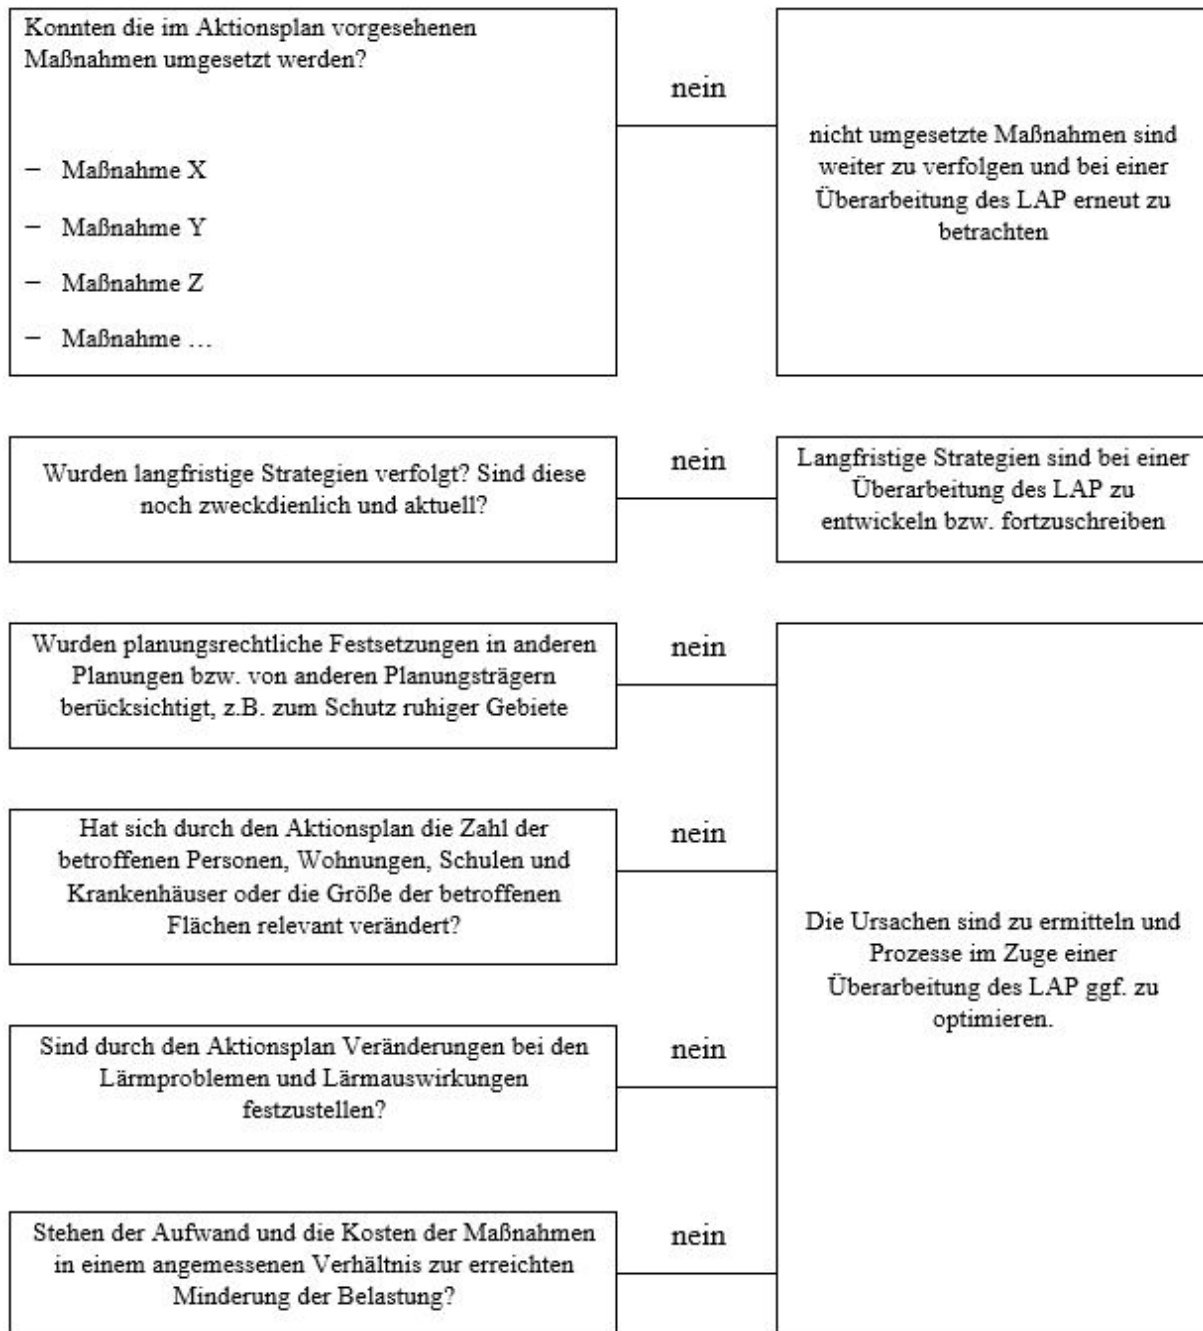 Konnten die im Aktionsplan vorgesehenen
Maßnahmen umgesetzt werden?
– Maßnahme X
– Maßnahme Y
– Maßnahme Z
– Maßnahme …
nein
nicht umgesetzte Maßnahmen sind
weiter zu verfolgen und bei einer
Überarbeitung des LAP erneut zu
betrachten
Wurden langfristige Strategien verfolgt? Sind diese
noch zweckdienlich und aktuell?
nein
Langfristige Strategien sind bei einer
Überarbeitung des LAP zu
entwickeln bzw. fortzuschreiben
Wurden planungsrechtliche Festsetzungen in anderen
Planungen bzw. von anderen Planungsträgern
berücksichtigt, z.B. zum Schutz ruhiger Gebiete
nein
Hat sich durch den Aktionsplan die Zahl der
betroffenen Personen, Wohnungen, Schulen und
Krankenhäuser oder die Größe der betroffenen
Flächen relevant verändert?
nein
Sind durch den Aktionsplan Veränderungen bei den
Lärmproblemen und Lärmauswirkungen
festzustellen?
nein
Stehen der Aufwand und die Kosten der Maßnahmen
in einem angemessenen Verhältnis zur erreichten
Minderung der Belastung?
nein
Die Ursachen sind zu ermitteln und
Prozesse im Zuge einer
Überarbeitung des LAP ggf. zu
optimieren.